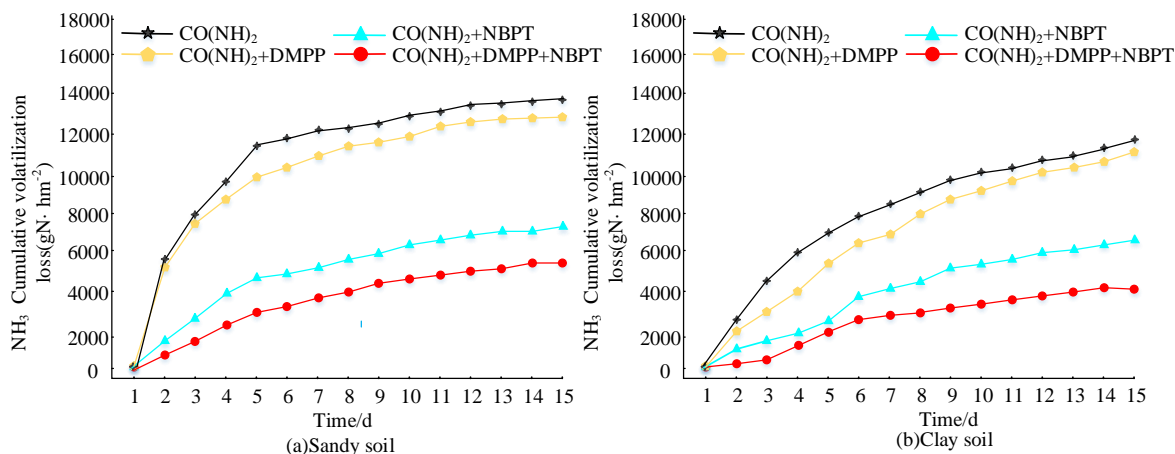 18000
16000
14000
12000
10000
8000
6000
4000
2000
0
NH3 Cumulative volatilization
loss(gN· hm-2)
CO(NH)2
CO(NH)2+NBPT
CO(NH)2+DMPP
CO(NH)2+DMPP+NBPT
1 2 3 4 5 6 7 8 9 10 11 12 13 14 15
Time/d
(a)Sandy soil
18000
16000
14000
12000
10000
8000
6000
4000
2000
0
NH3 Cumulative volatilization
loss(gN· hm-2)
CO(NH)2
CO(NH)2+NBPT
CO(NH)2+DMPP
CO(NH)2+DMPP+NBPT
1 2 3 4 5 6 7 8 9 10 11 12 13 14 15
Time/d
(b)Clay soil